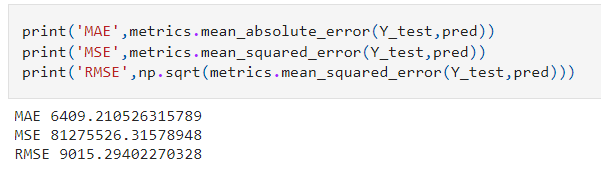 print('MAE',metrics.mean_absolute_error(Y_test,pred))
print('MSE',metrics.mean_squared_error(Y_test,pred))
print('RMSE',np.sqrt(metrics.mean_squared_error(Y_test,pred)))
MAE 6409.210526315789
MSE 81275526.31578948
RMSE 9015.29402270328